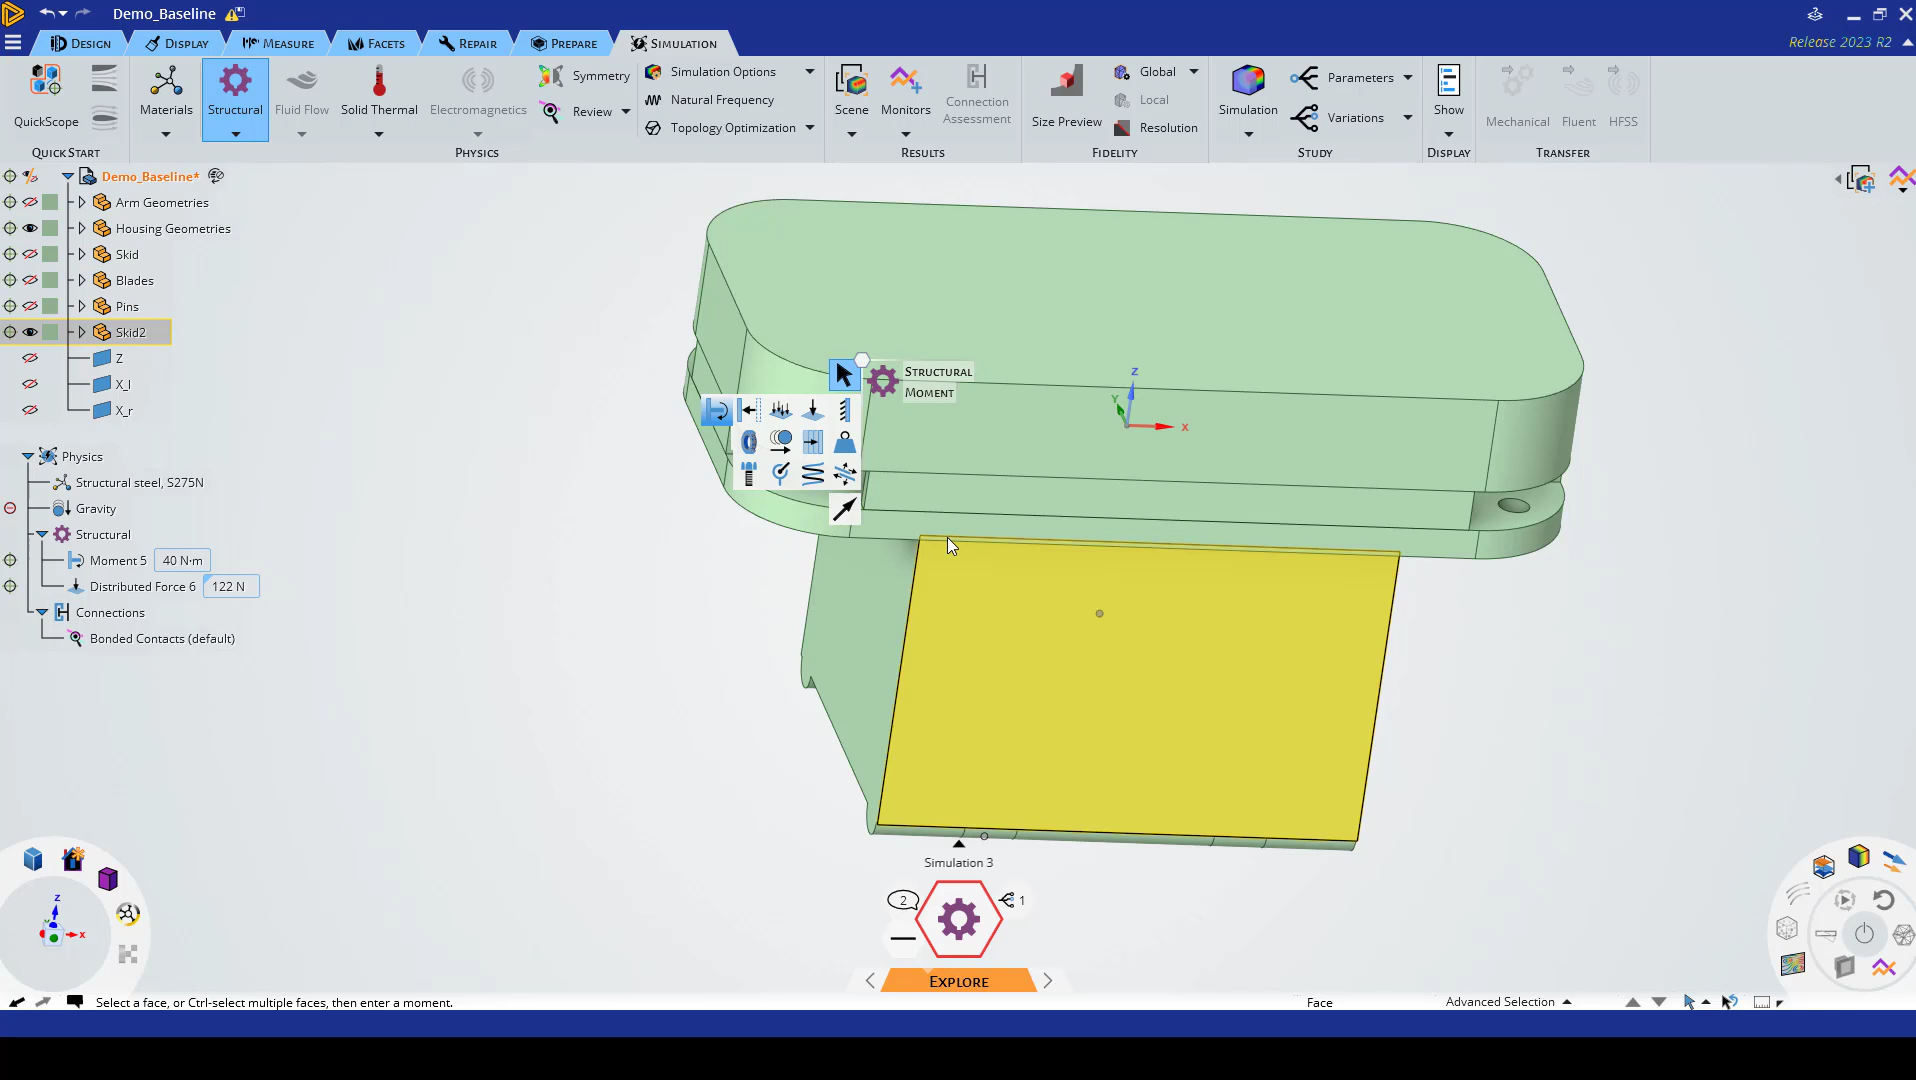 Demo_Baseline
DESIGN
DISPLAY
MEASURE
FACETS
REPAIR
PREPARE
SIMULATION
Release 2023 R2
QuickScope
Materials
Structural
Fluid Flow
Solid Thermal
Electromagnetics
Symmetry
Review
Simulation Options
Natural Frequency
Topology Optimization
Scene
Monitors
Connection
Assessment
Size Preview
Global
Local
Resolution
Simulation
Parameters
Variations
Show
Mechanical
Fluent
HFSS
QUICK START
PHYSICS
RESULTS
FIDELITY
STUDY
DISPLAY
TRANSFER
Demo_Baseline*
Arm Geometries
Housing Geometries
Skid
Blades
Pins
Skid2
Z
X_l
X_r
Physics
Structural steel, S275N
Gravity
Structural
Moment 5 40 N·m
Distributed Force 6 122 N
Connections
Bonded Contacts (default)
STRUCTURAL
MOMENT
Z
Y
X
Simulation 3
2
1
EXPLORE
Z
X
Select a face, or Ctrl-select multiple faces, then enter a moment.
Face
Advanced Selection